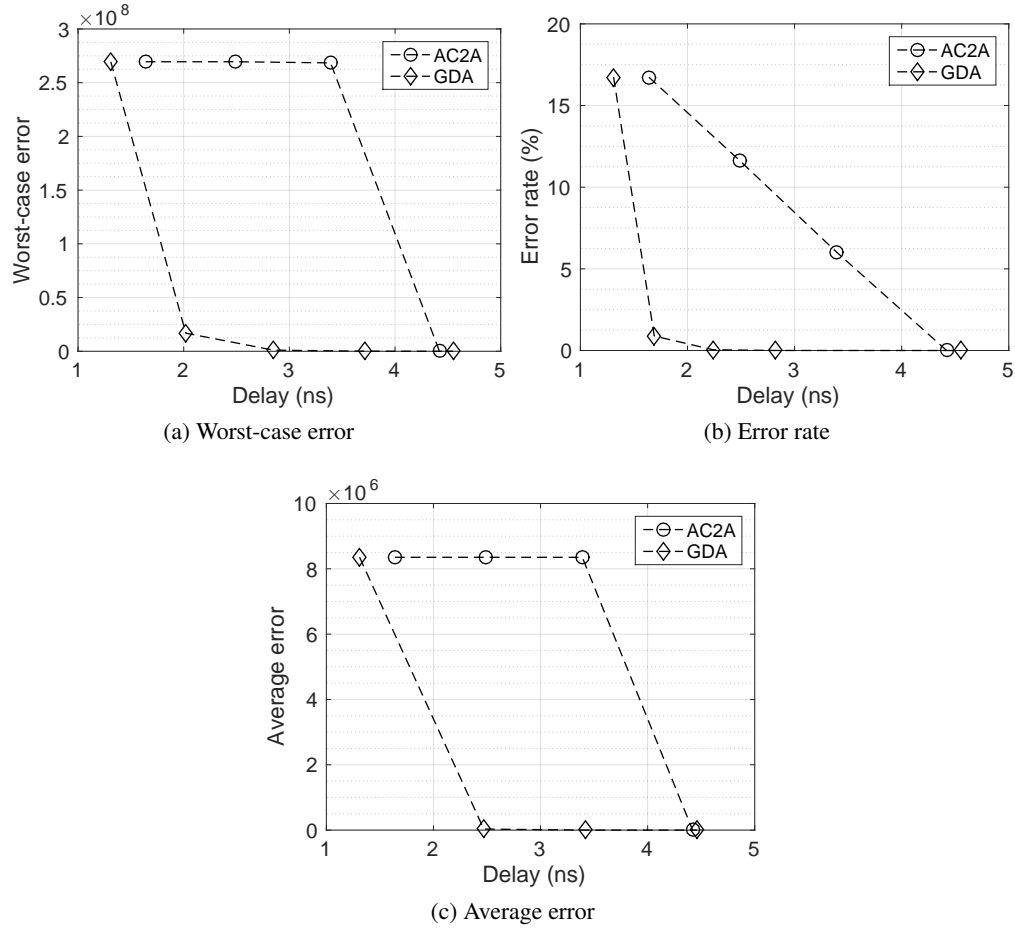 ×10^8
3
2.5
2
1.5
1
0.5
0
Worst-case error
AC2A
GDA
1 2 3 4 5
Delay (ns)
(a) Worst-case error
20
15
10
5
0
Error rate (%)
AC2A
GDA
1 2 3 4 5
Delay (ns)
(b) Error rate
×10^6
10
8
6
4
2
0
Average error
AC2A
GDA
1 2 3 4 5
Delay (ns)
(c) Average error